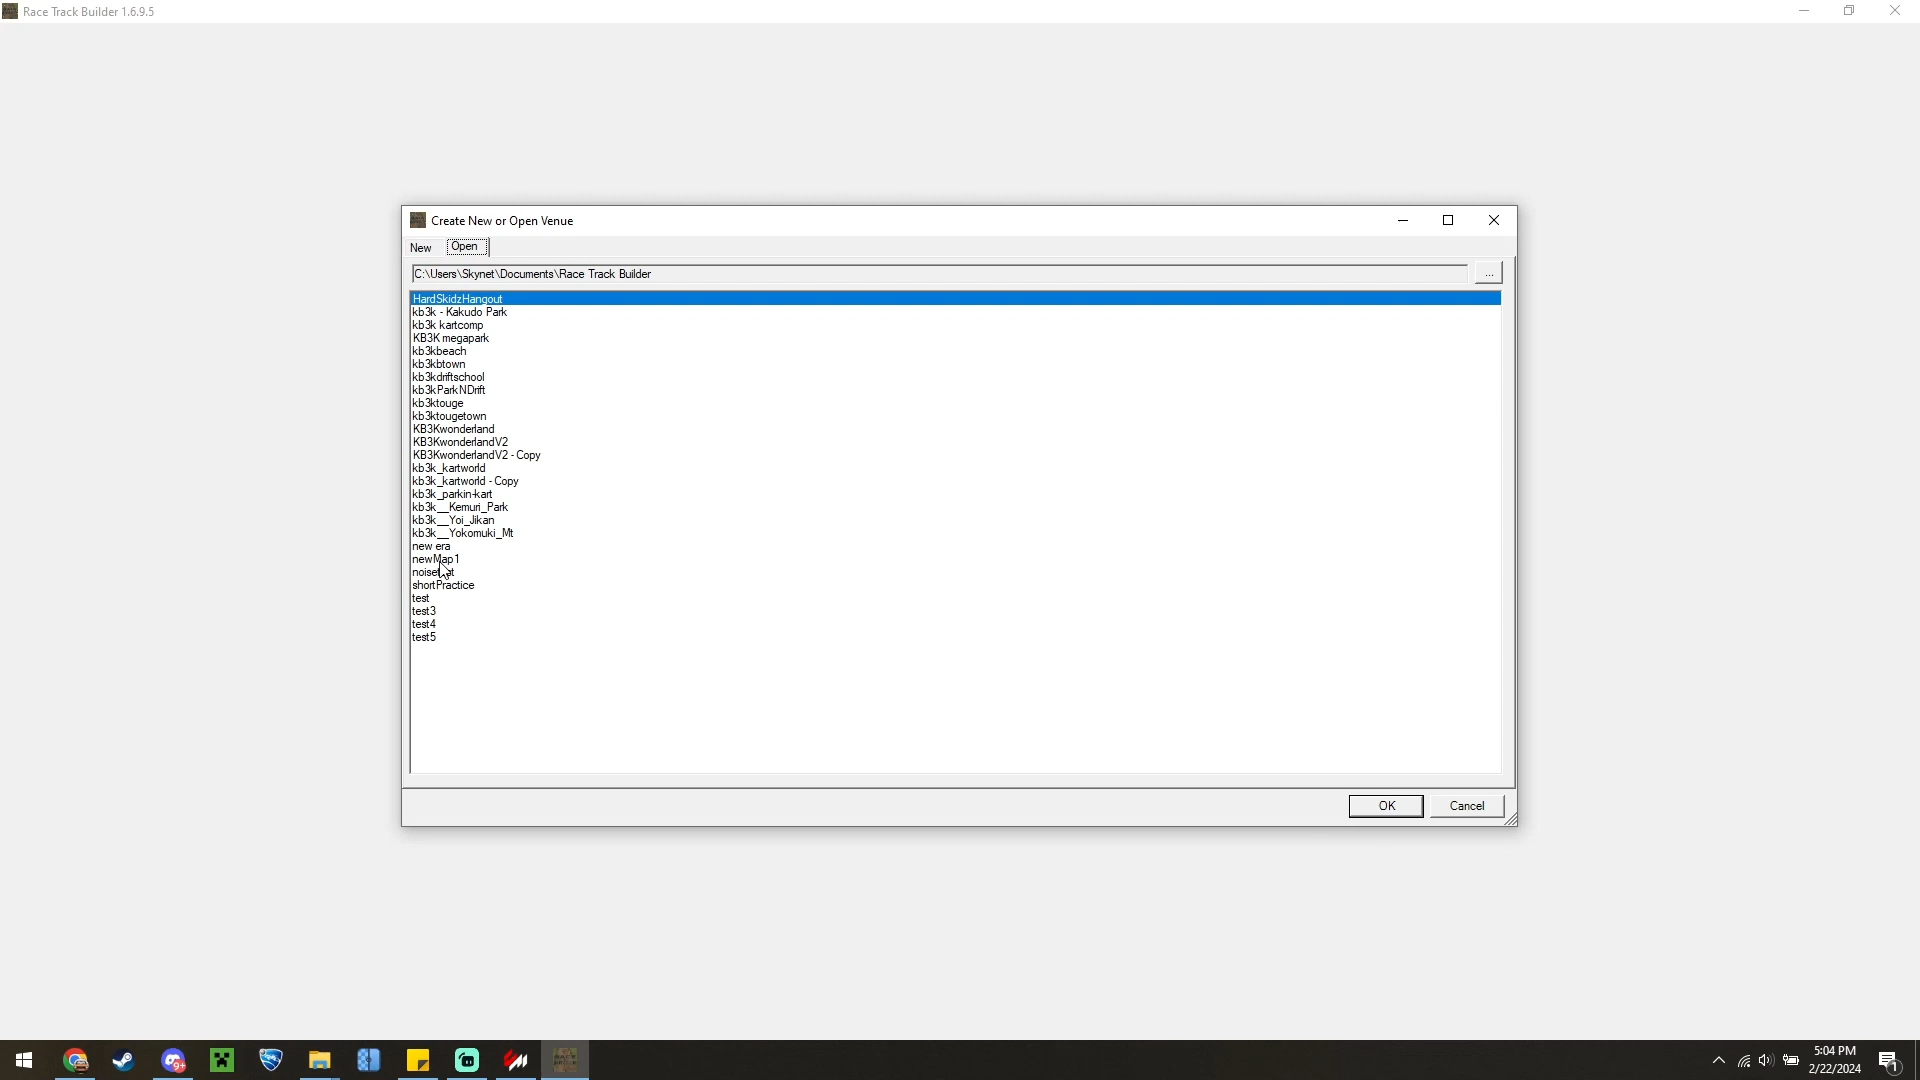 Race Track Builder 1.6.9.5
Create New or Open Venue
New Open
C:\Users\Skynet\Documents\Race Track Builder
...
HardSkidzHangout
kb3k - Kakudo Park
kb3k kartcomp
KB3K megapark
kb3kbeach
kb3kbtown
kb3kdriftschool
kb3kParkNDrift
kb3ktouge
kb3ktougetown
KB3Kwonderland
KB3KwonderlandV2
KB3KwonderlandV2 - Copy
kb3k_kartworld
kb3k_kartworld - Copy
kb3k_parkin-kart
kb3k__Kemuri_Park
kb3k__Yoi_Jikan
kb3k__Yokomuki_Mt
new era
newMap1
shortPractice
test
test3
test4
test5
OK Cancel
9+
5:04 PM
2/22/2024
1